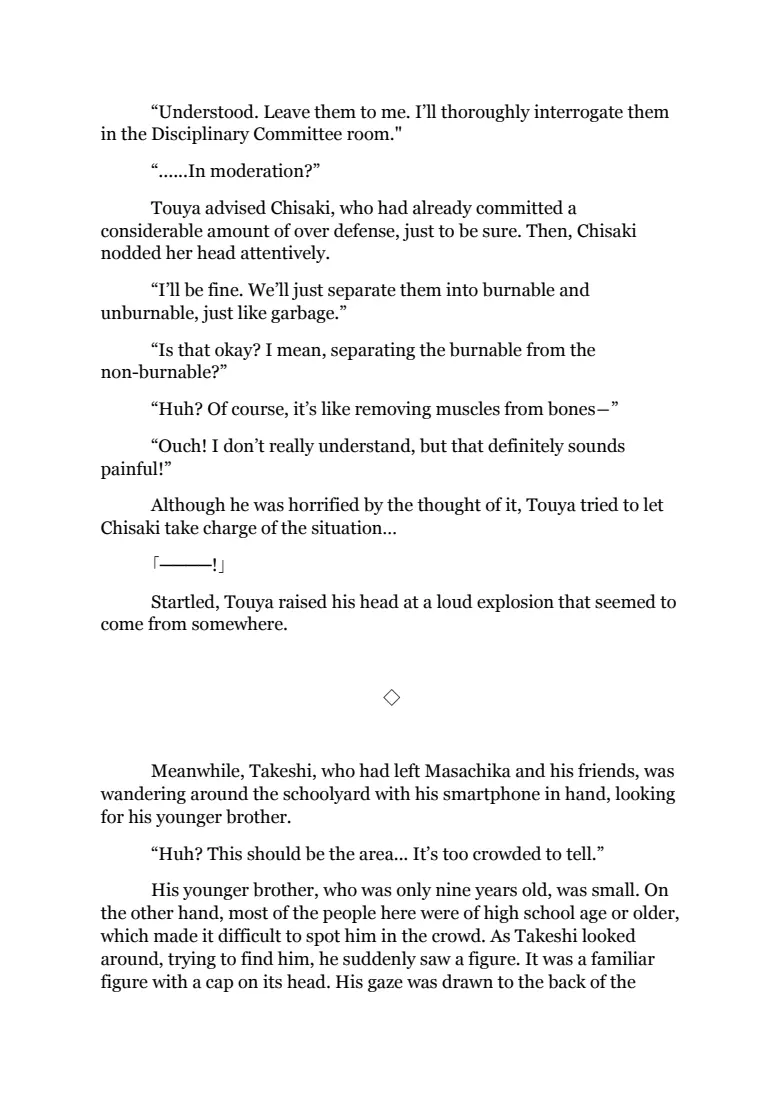 “Understood. Leave them to me. I’ll thoroughly interrogate them
in the Disciplinary Committee room."
“......In moderation?”
Touya advised Chisaki, who had already committed a
considerable amount of over defense, just to be sure. Then, Chisaki
nodded her head attentively.
“I’ll be fine. We’ll just separate them into burnable and
unburnable, just like garbage.”
“Is that okay? I mean, separating the burnable from the
non-burnable?”
“Huh? Of course, it’s like removing muscles from bones―”
“Ouch! I don’t really understand, but that definitely sounds
painful!”
Although he was horrified by the thought of it, Touya tried to let
Chisaki take charge of the situation...
「―――!」
Startled, Touya raised his head at a loud explosion that seemed to
come from somewhere.
◇
Meanwhile, Takeshi, who had left Masachika and his friends, was
wandering around the schoolyard with his smartphone in hand, looking
for his younger brother.
“Huh? This should be the area... It’s too crowded to tell.”
His younger brother, who was only nine years old, was small. On
the other hand, most of the people here were of high school age or older,
which made it difficult to spot him in the crowd. As Takeshi looked
around, trying to find him, he suddenly saw a figure. It was a familiar
figure with a cap on its head. His gaze was drawn to the back of the